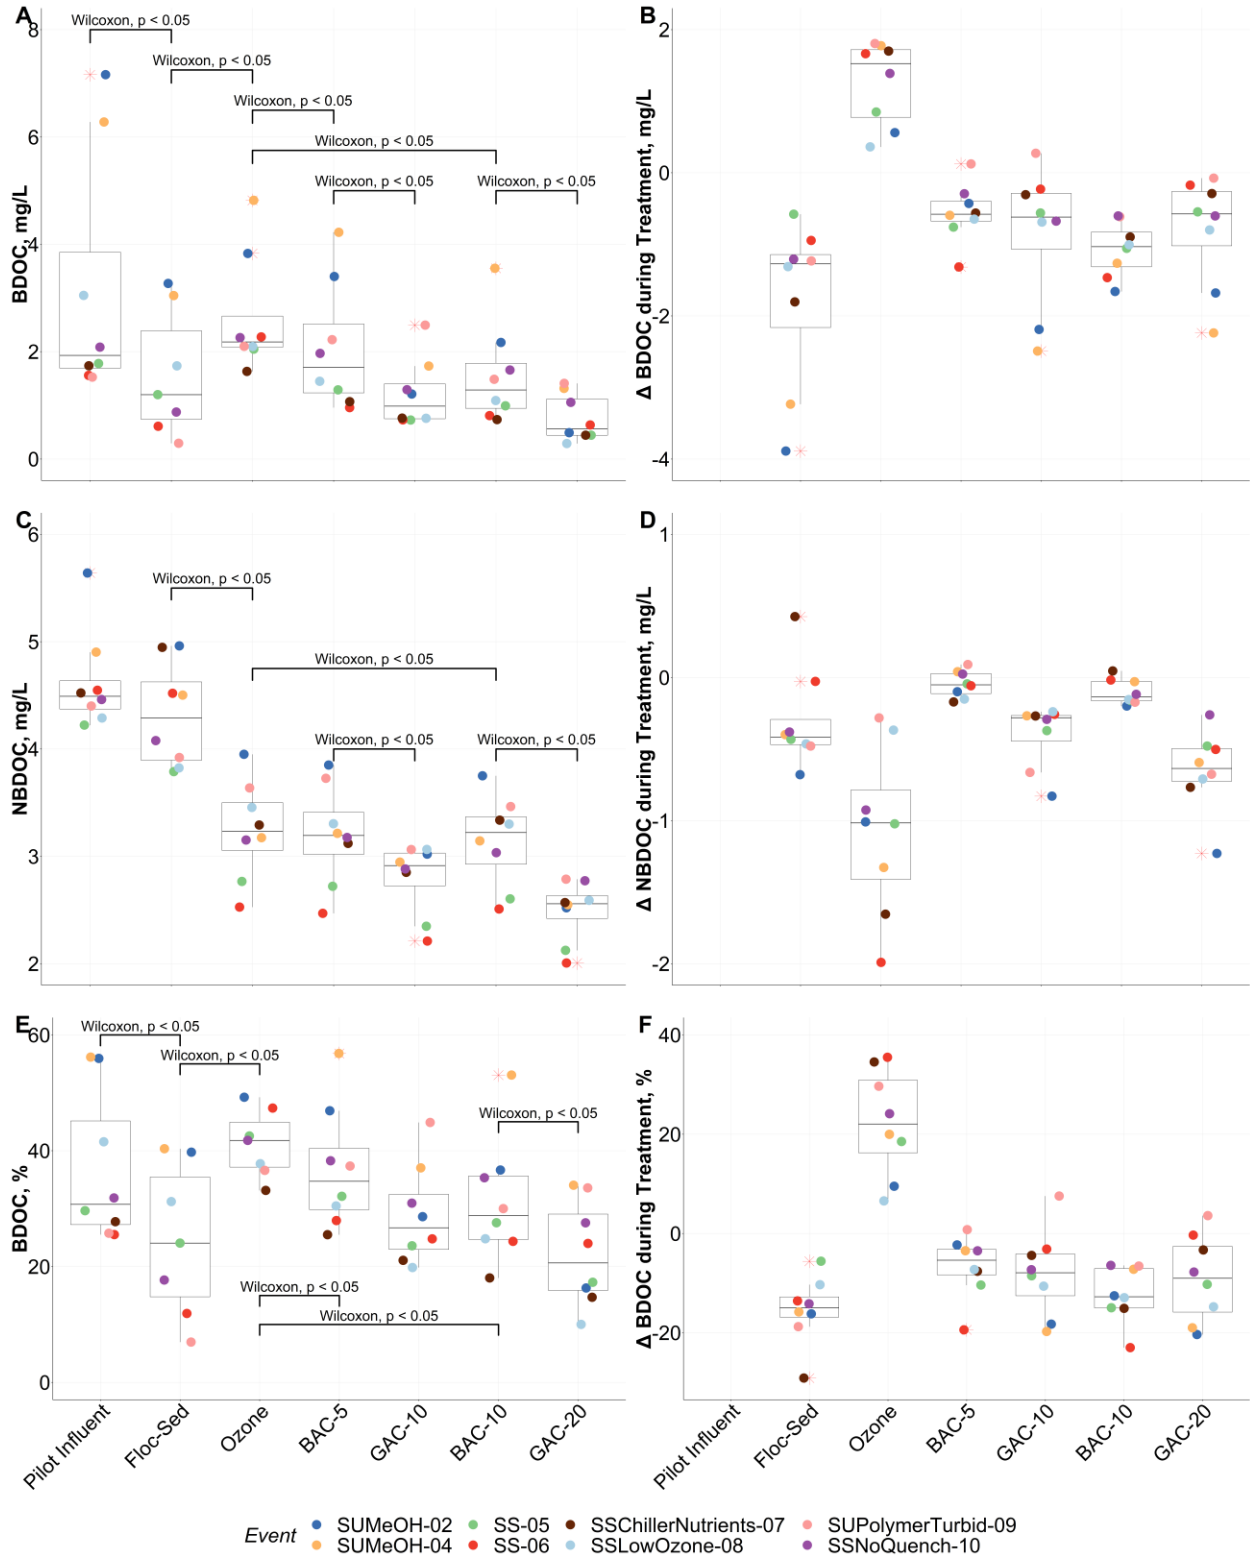 A
BDOC, mg/L
8
6
4
2
0
Wilcoxon, p < 0.05
Wilcoxon, p < 0.05
Wilcoxon, p < 0.05
Wilcoxon, p < 0.05
Wilcoxon, p < 0.05
Wilcoxon, p < 0.05
B
Δ BDOC during Treatment, mg/L
2
0
-2
-4
C
NBDOC, mg/L
6
5
4
3
2
Wilcoxon, p < 0.05
Wilcoxon, p < 0.05
Wilcoxon, p < 0.05
Wilcoxon, p < 0.05
D
Δ NBDOC during Treatment, mg/L
1
0
-1
-2
E
BDOC, %
60
40
20
0
Wilcoxon, p < 0.05
Wilcoxon, p < 0.05
Wilcoxon, p < 0.05
Wilcoxon, p < 0.05
Wilcoxon, p < 0.05
Pilot Influent
Floc-Sed
Ozone
BAC-5
GAC-10
BAC-10
GAC-20
F
Δ BDOC during Treatment, %
40
20
0
-20
Pilot Influent
Floc-Sed
Ozone
BAC-5
GAC-10
BAC-10
GAC-20
Event
SUMeOH-02
SS-05
SSChillerNutrients-07
SUPolymerTurbid-09
SUMeOH-04
SS-06
SSLowOzone-08
SSNoQuench-10